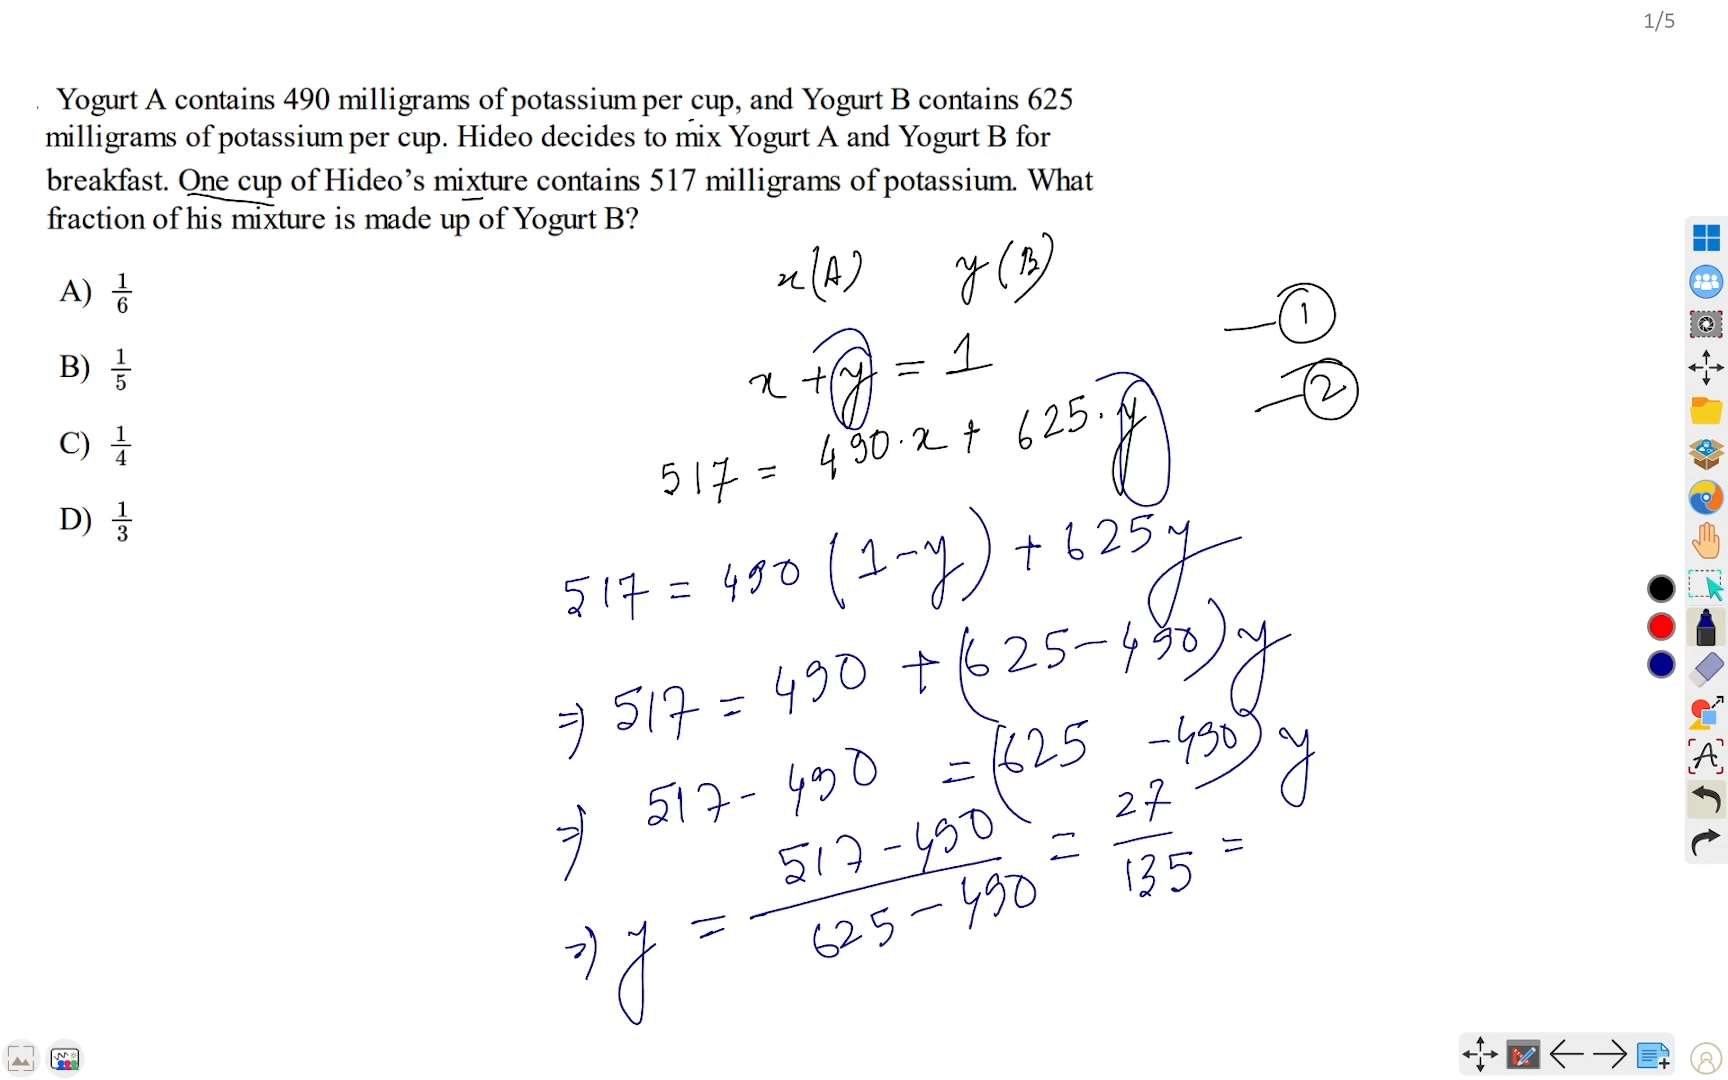 1/5
Yogurt A contains 490 milligrams of potassium per cup, and Yogurt B contains 625
milligrams of potassium per cup. Hideo decides to mix Yogurt A and Yogurt B for
breakfast. One cup of Hideo's mixture contains 517 milligrams of potassium. What
fraction of his mixture is made up of Yogurt B?
A) 1/6
B) 1/5
C) 1/4
D) 1/3
x(A) y(B)
x + y = 1 — 1
517 = 490·x + 625·y — 2
517 = 490 (1-y) + 625y
⇒ 517 = 490 + (625-490)y
⇒ 517 - 490 = (625 - 490) y
⇒ y = (517 - 490)/(625 - 490) = 27/135 =